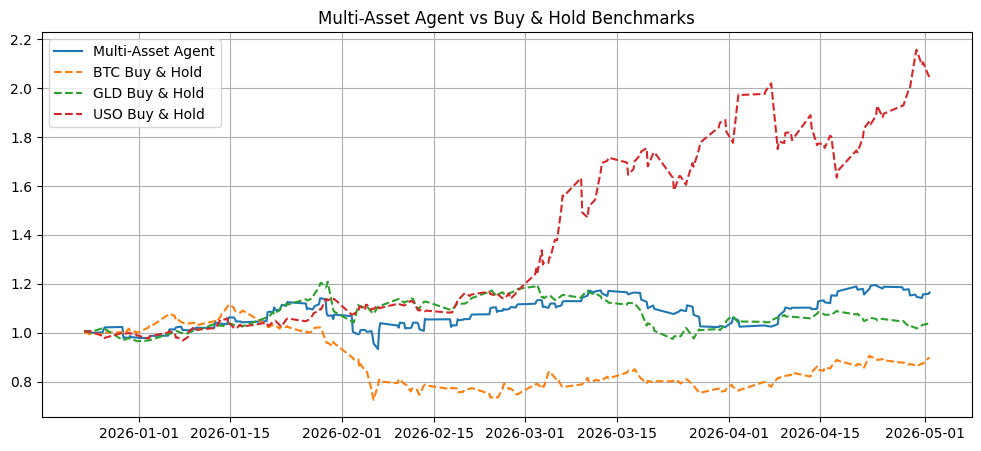 Multi-Asset Agent vs Buy & Hold Benchmarks
2.2
2.0
1.8
1.6
1.4
1.2
1.0
0.8
Multi-Asset Agent
BTC Buy & Hold
GLD Buy & Hold
USO Buy & Hold
2026-01-01 2026-01-15 2026-02-01 2026-02-15 2026-03-01 2026-03-15 2026-04-01 2026-04-15 2026-05-01